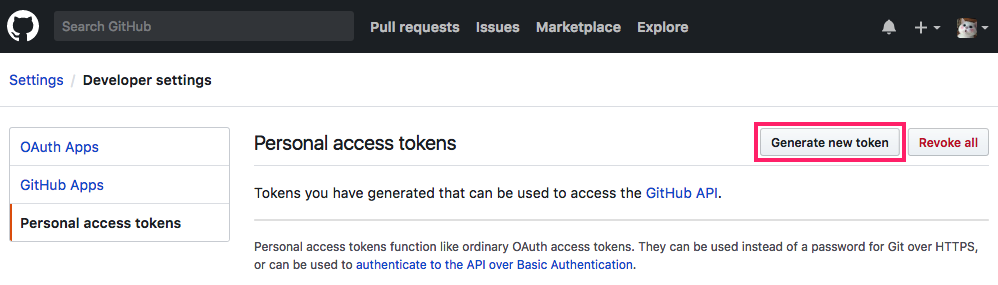 Search GitHub
Pull requests Issues Marketplace Explore
Settings / Developer settings
OAuth Apps
GitHub Apps
Personal access tokens
Personal access tokens
Generate new token
Revoke all
Tokens you have generated that can be used to access the GitHub API.
Personal access tokens function like ordinary OAuth access tokens. They can be used instead of a password for Git over HTTPS,
or can be used to authenticate to the API over Basic Authentication.